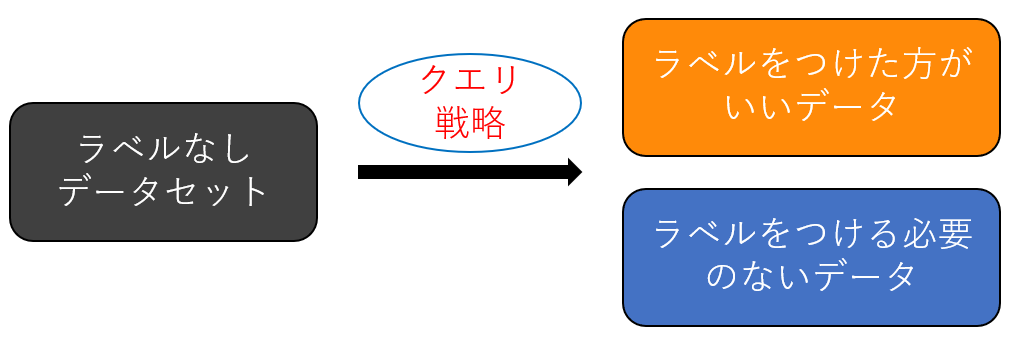 ラベルなし
データセット
クエリ
戦略
ラベルをつけた方が
いいデータ
ラベルをつける必要
のないデータ